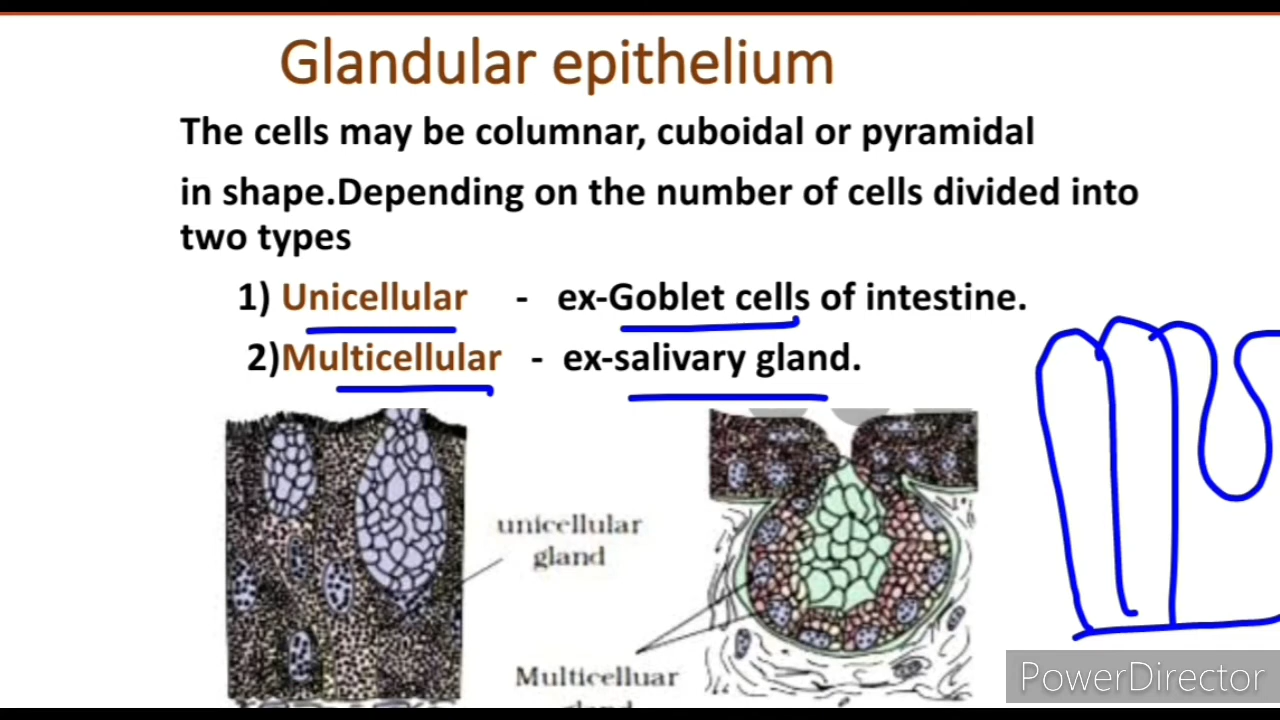 Glandular epithelium
The cells may be columnar, cuboidal or pyramidal
in shape.Depending on the number of cells divided into
two types
1) Unicellular - ex-Goblet cells of intestine.
2)Multicellular - ex-salivary gland.
unicellular
gland
Multicelluar
gland
PowerDirector